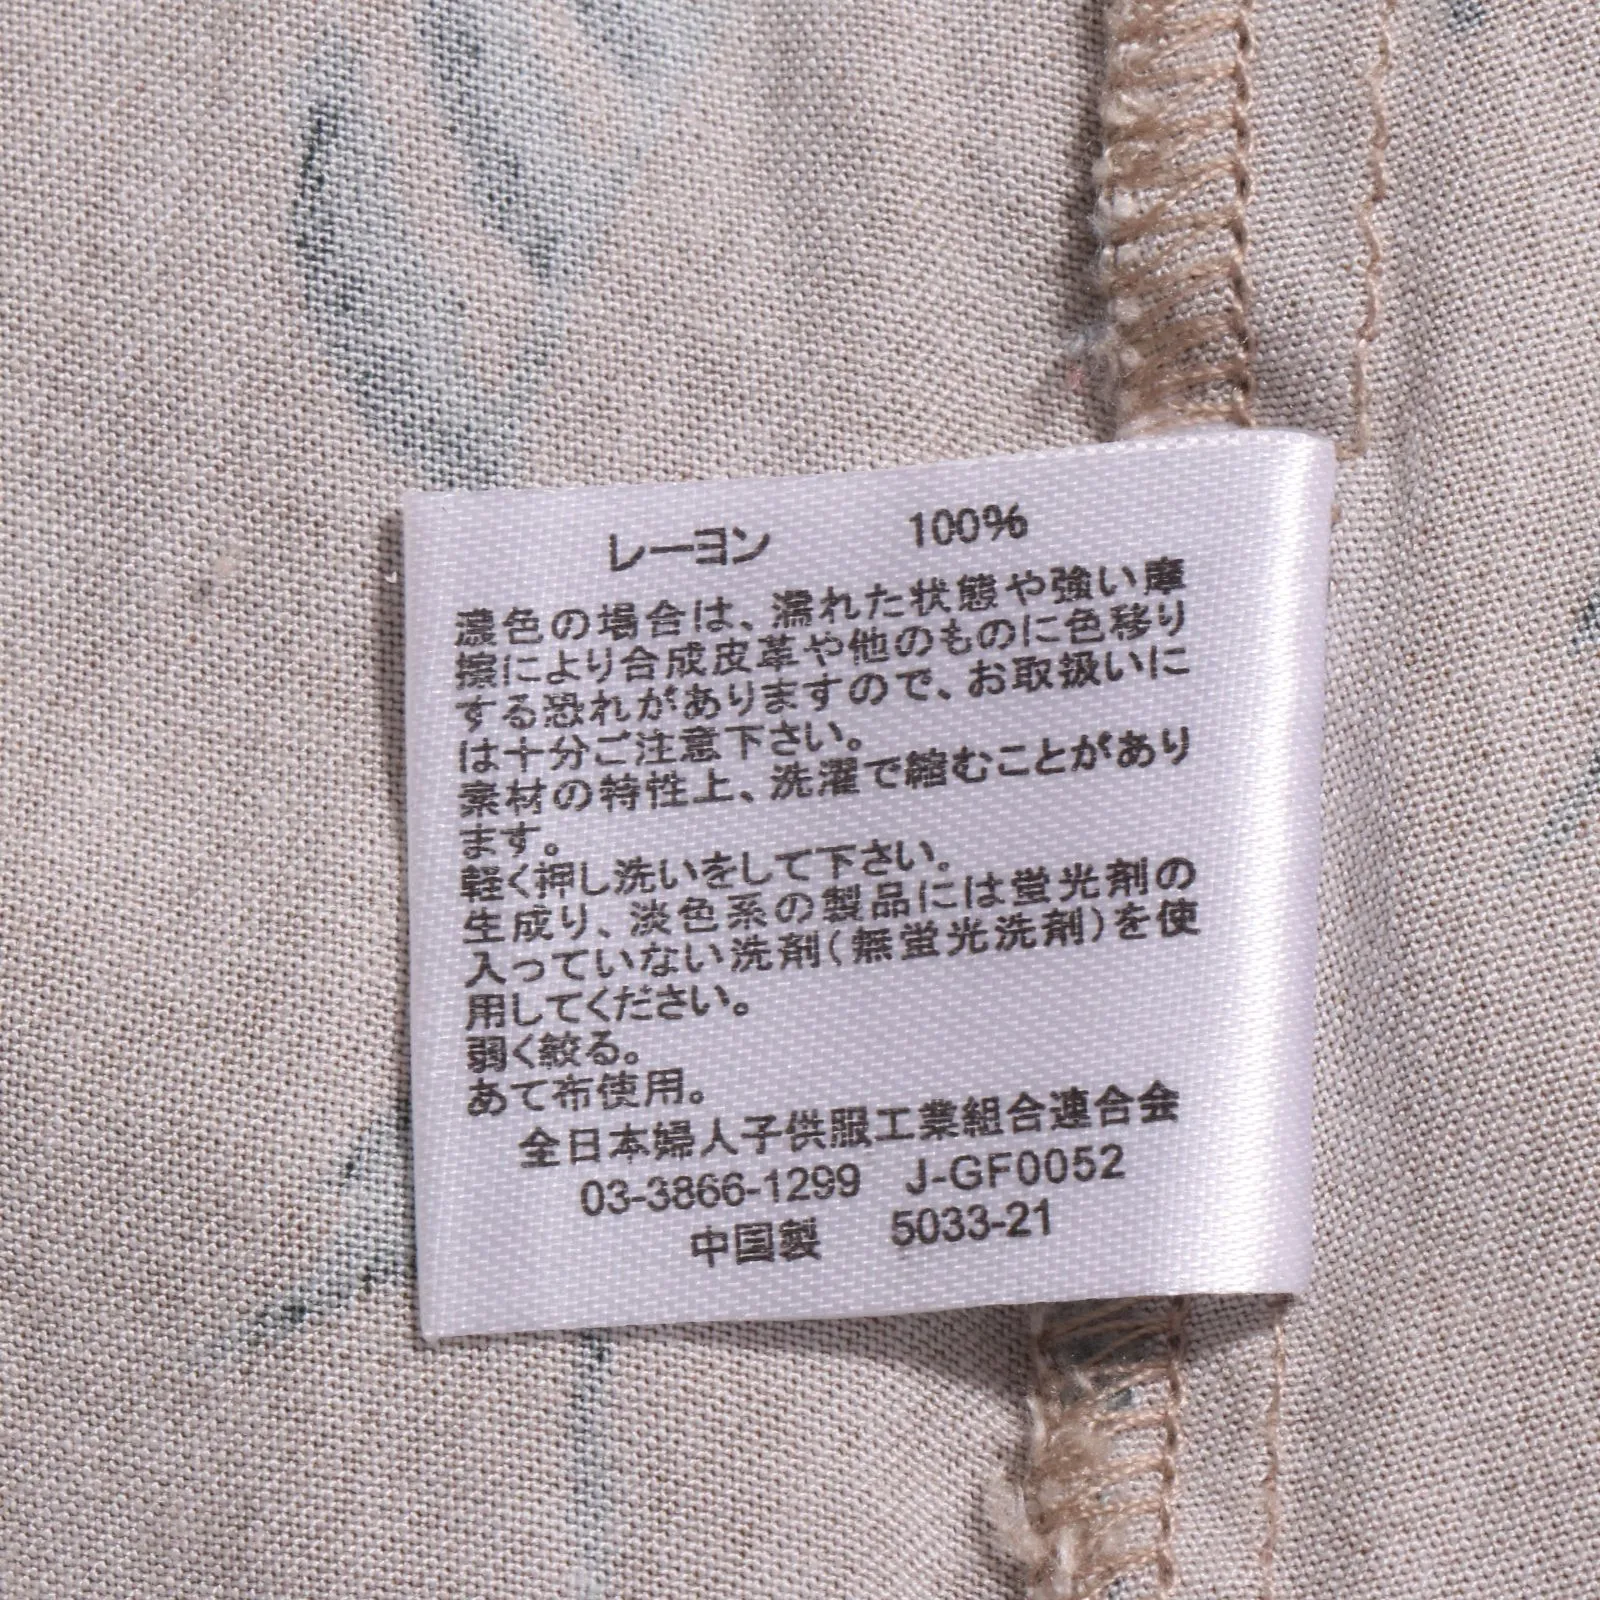 レーヨン 100%
濃色の場合は、濡れた状態や強い摩
擦により合成皮革や他のものに色移り
する恐れがありますので、お取扱いに
は十分ご注意下さい。
素材の特性上、洗濯で縮むことがあり
ます。
軽く押し洗いをして下さい。
生成り、淡色系の製品には蛍光剤の
入っていない洗剤(無蛍光洗剤)を使
用してください。
弱く絞る。
あて布使用。
全日本婦人子供服工業組合連合会
03-3866-1299 J-GF0052
中国製 5033-21